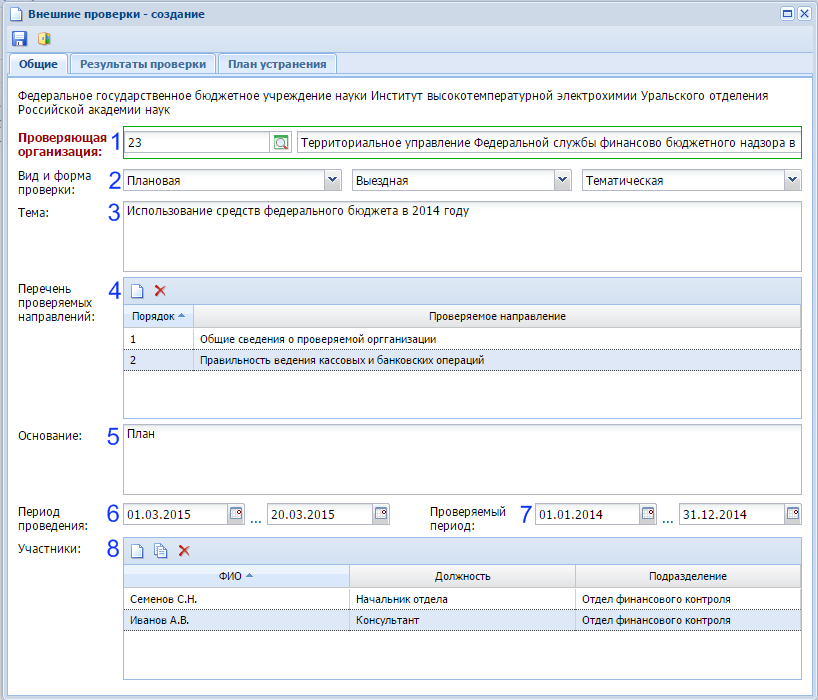 Внешние проверки - создание
Общие Результаты проверки План устранения
Федеральное государственное бюджетное учреждение науки Институт высокотемпературной электрохимии Уральского отделения
Российской академии наук
Проверяющая организация: 1 23 Территориальное управление Федеральной службы финансово бюджетного надзора в
Вид и форма проверки: 2 Плановая Выездная Тематическая
Тема: 3 Использование средств федерального бюджета в 2014 году
Перечень проверяемых направлений: 4
Порядок Проверяемое направление
1 Общие сведения о проверяемой оргганизации
2 Правильность ведения кассовых и банковских операций
Основание: 5 План
Период проведения: 6 01.03.2015 ... 20.03.2015 Проверяемый период: 7 01.01.2014 ... 31.12.2014
Участники: 8
ФИО Должность Подразделение
Семенов С.Н. Начальник отдела Отдел финансового контроля
Иванов А.В. Консультант Отдел финансового контроля